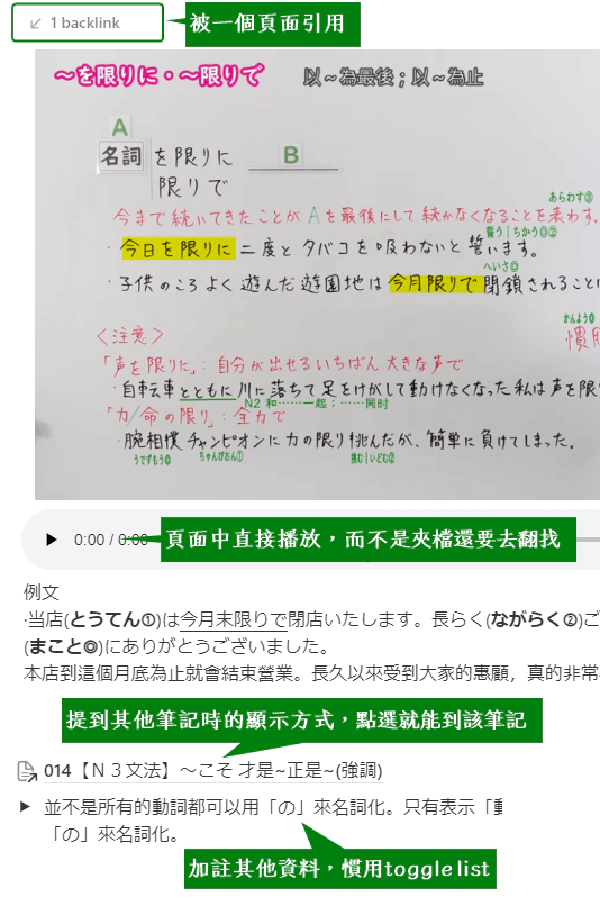 1 backlink
被一個頁面引用
～を限りに・～限りで 以～為最後；以～為止
A
名詞 を限りに B
限りで
あらわす③
今まで続いてきたことがAを最後にして続かなくなることを表わす。
誓う｜ちかう⓪②
・今日を限りに二度とタバコを吸わないと誓います。
へいさ⓪
・子供のころよく遊んだ遊園地は今月限りで閉鎖されることに
かんよう⓪
＜注意＞ 慣用
「声を限りに」：自分が出せるいちばん大きな声で
・自転車とともに川に落ちて足をけがして動けなくなった私は声を限り
N2 和……一起；……同时
「力/命の限り」：全力で
・腕相撲チャンピオンに力の限り挑んだが、簡単に負けてしまった。
うでずもう⓪ ちゃんぴおん① 挑む｜いどむ②
0:00 / 0:00
頁面中直接播放，而不是夾檔還要去翻找
例文
·当店(とうてん①)は今月末限りで閉店いたします。長らく(ながらく②)ご
(まこと⓪)にありがとうございました。
本店到這個月底為止就會結束營業。長久以來受到大家的惠顧，真的非常
提到其他筆記時的顯示方式，點選就能到該筆記
014【N３文法】～こそ 才是~正是~(強調)
並不是所有的動詞都可以用「の」來名詞化。只有表示「動
「の」來名詞化。
加註其他資料，慣用togglelist